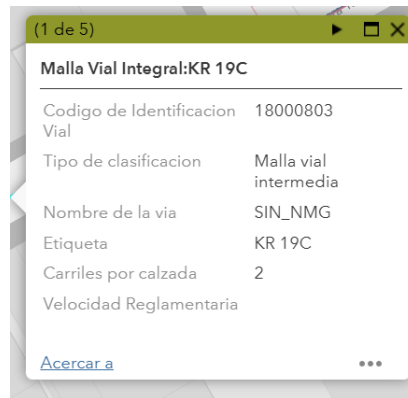 (1 de 5)
Malla Vial Integral:KR 19C
Codigo de Identificacion 18000803
Vial
Tipo de clasificacion Malla vial
intermedia
Nombre de la via SIN_NMG
Etiqueta KR 19C
Carriles por calzada 2
Velocidad Reglamentaria
Acercar a